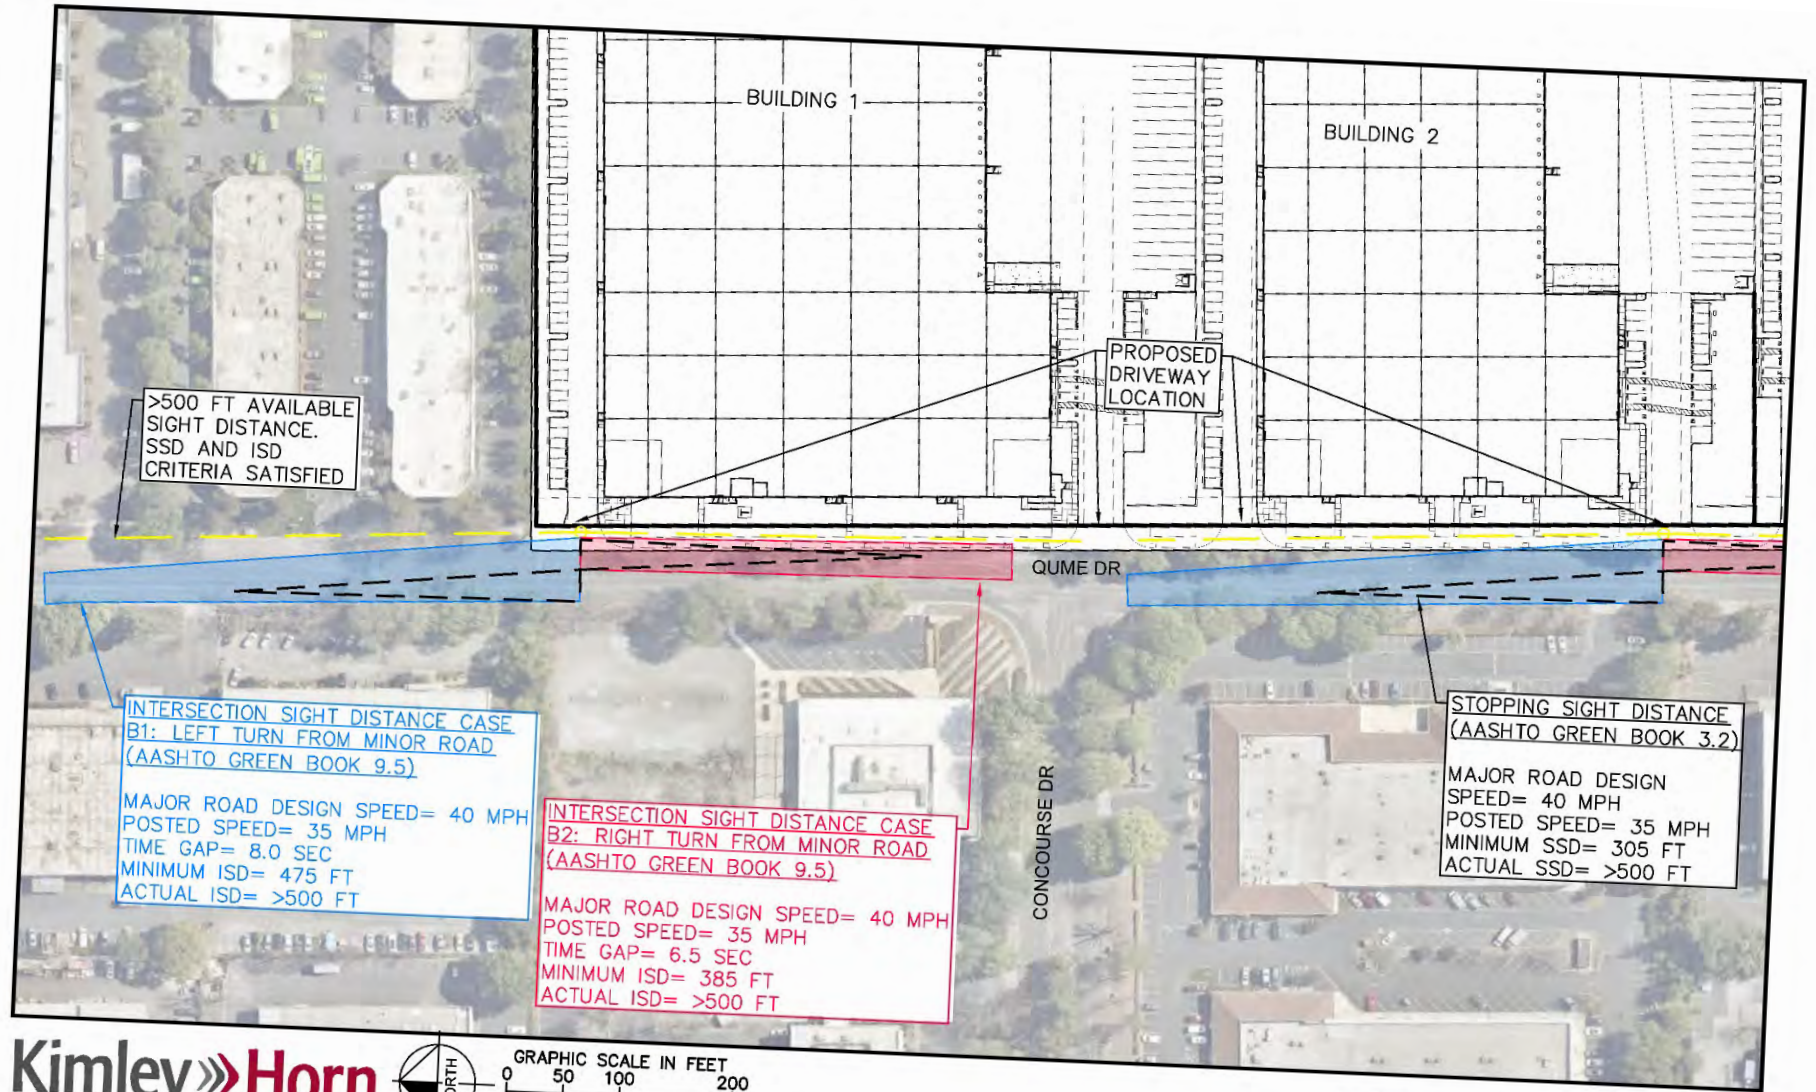 BUILDING 1
BUILDING 2
PROPOSED
DRIVEWAY
LOCATION
>500 FT AVAILABLE
SIGHT DISTANCE.
SSD AND ISD
CRITERIA SATISFIED
QUME DR
CONCOURSE DR
INTERSECTION SIGHT DISTANCE CASE
B1: LEFT TURN FROM MINOR ROAD
(AASHTO GREEN BOOK 9.5)
MAJOR ROAD DESIGN SPEED= 40 MPH
POSTED SPEED= 35 MPH
TIME GAP= 8.0 SEC
MINIMUM ISD= 475 FT
ACTUAL ISD= >500 FT
INTERSECTION SIGHT DISTANCE CASE
B2: RIGHT TURN FROM MINOR ROAD
(AASHTO GREEN BOOK 9.5)
MAJOR ROAD DESIGN SPEED= 40 MPH
POSTED SPEED= 35 MPH
TIME GAP= 6.5 SEC
MINIMUM ISD= 385 FT
ACTUAL ISD= >500 FT
STOPPING SIGHT DISTANCE
(AASHTO GREEN BOOK 3.2)
MAJOR ROAD DESIGN
SPEED= 40 MPH
POSTED SPEED= 35 MPH
MINIMUM SSD= 305 FT
ACTUAL SSD= >500 FT
Kimley»Horn
GRAPHIC SCALE IN FEET
0 50 100 200